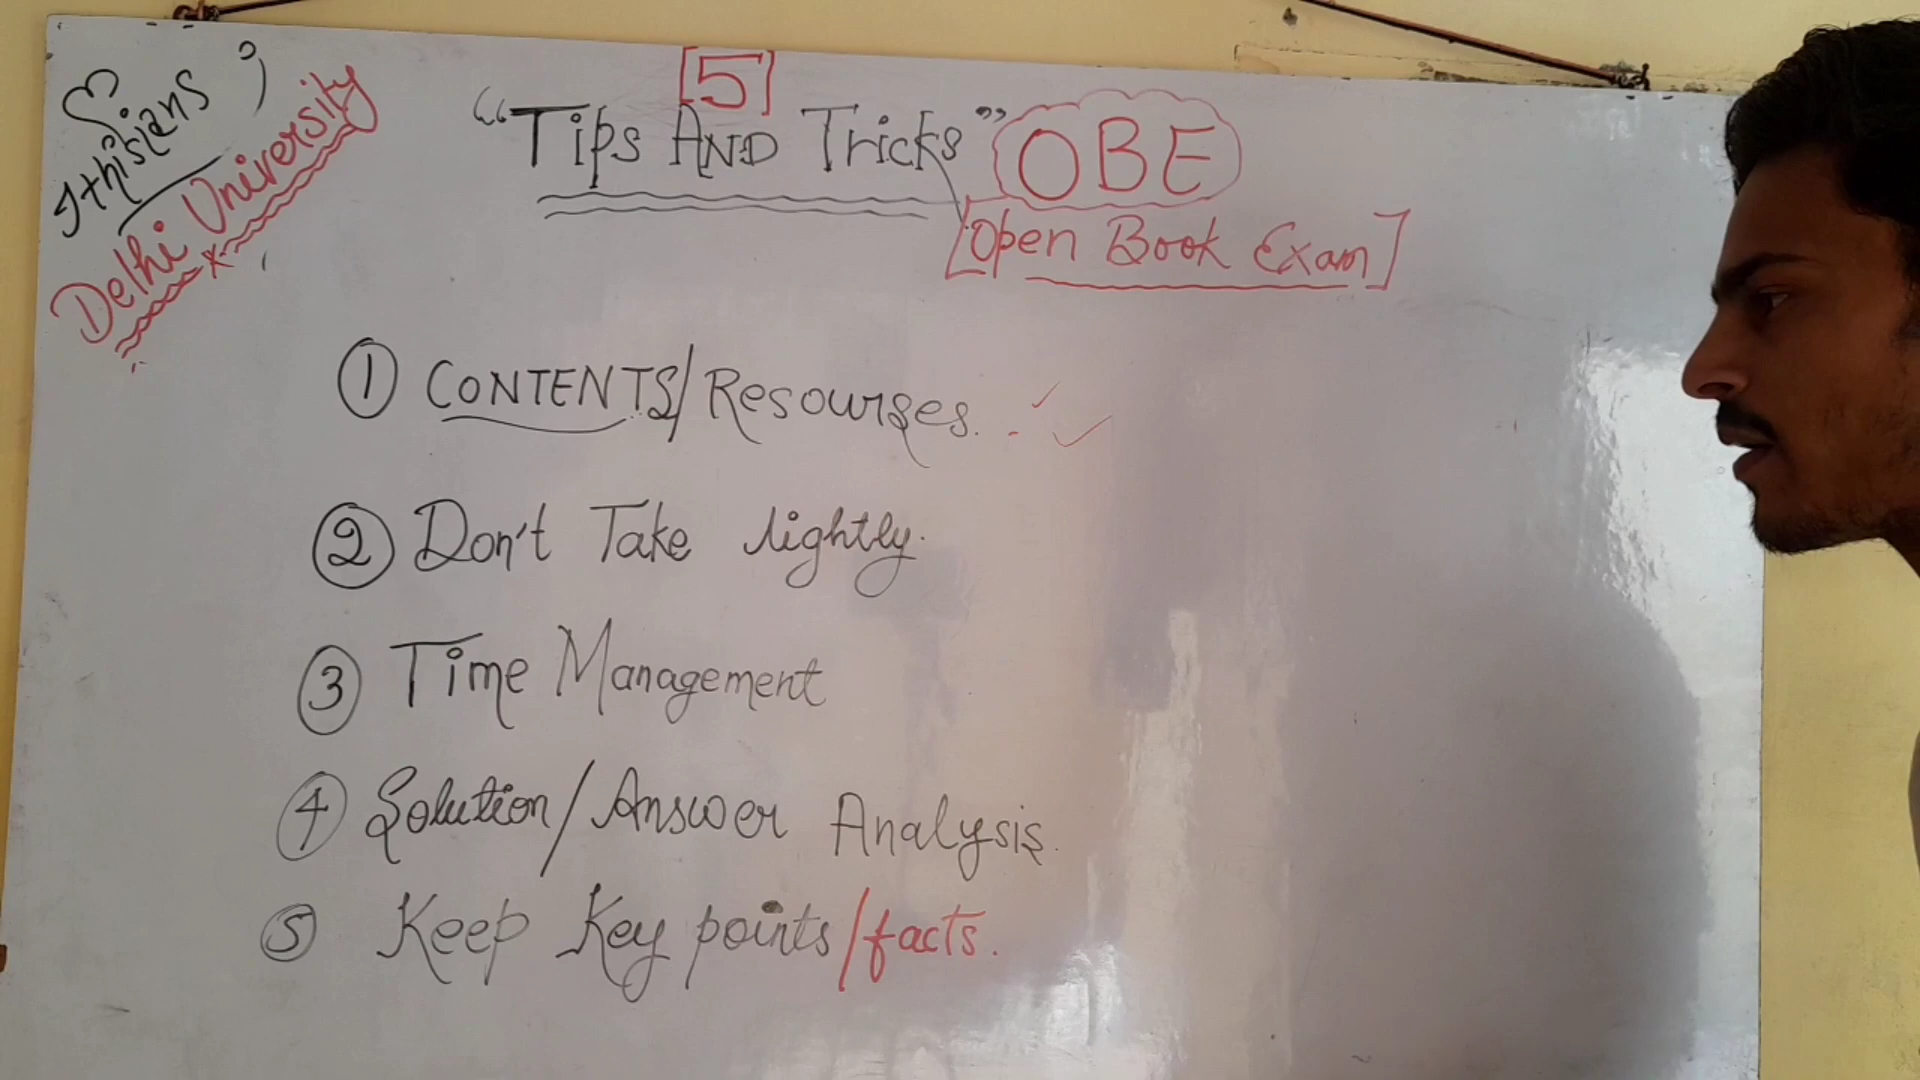 Ithisians
Delhi University
[5]
"Tips AND Tricks" OBE
[Open Book Exam]
① CONTENTS/Resourses.
② Don't Take lightly.
③ Time Management
④ Solution/Answer Analysis.
⑤ Keep Key points/facts.